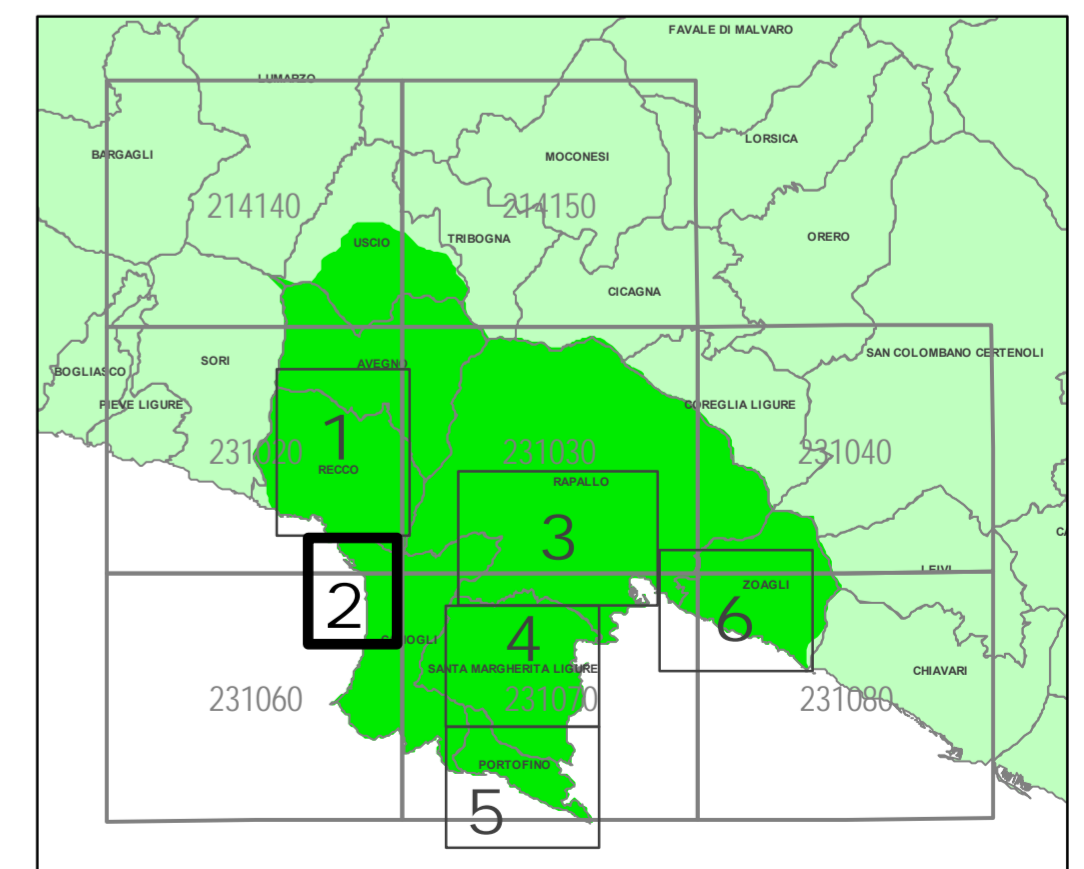 FAVALE DI MALVARO
LUMARZO
LORSICA
BARGAGLI
MOCONESI
214140
214150
ORERO
USCIO
TRIBOGNA
CICAGNA
SAN COLOMBANO CERTENOLI
SORI
AVEGNO
BOGLIASCO
PIEVE LIGURE
COREGLIA LIGURE
1
231020
231030
231040
RECCO
RAPALLO
3
LEIVI
ZOAGLI
2
6
4
CAMOGLI
SANTA MARGHERITA LIGURE
CHIAVARI
231060
231070
231080
PORTOFINO
5